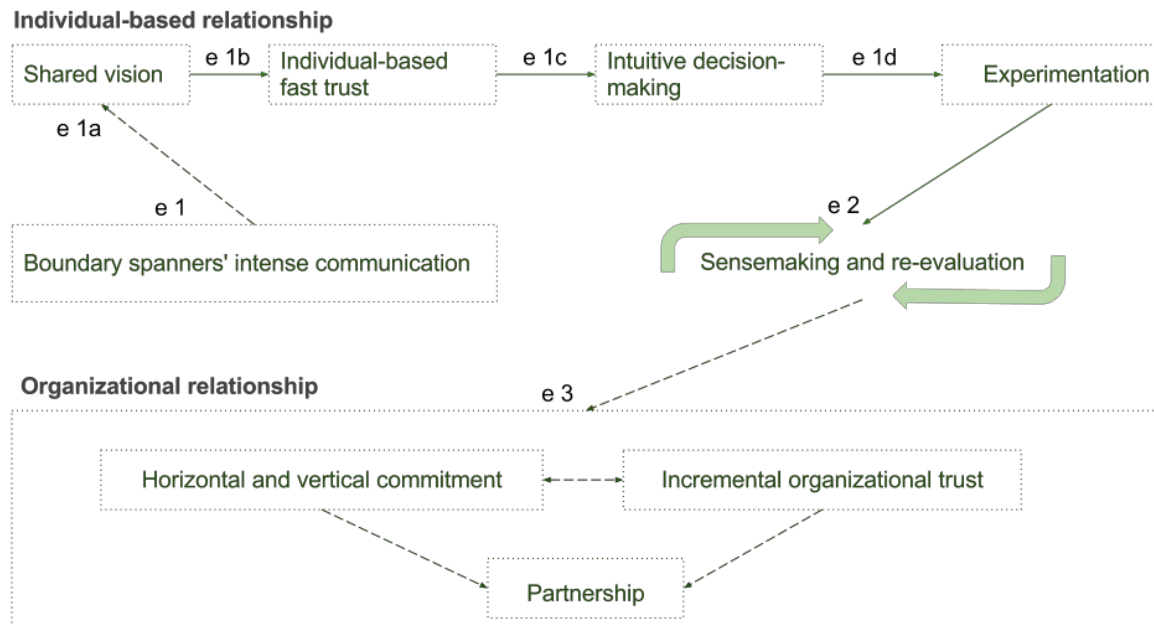 Individual-based relationship
e 1b
e 1c
e 1d
Shared vision
Individual-based
fast trust
Intuitive decision-
making
Experimentation
e 1a
e 1
e 2
Boundary spanners' intense communication
Sensemaking and re-evaluation
Organizational relationship
e 3
Horizontal and vertical commitment
Incremental organizational trust
Partnership